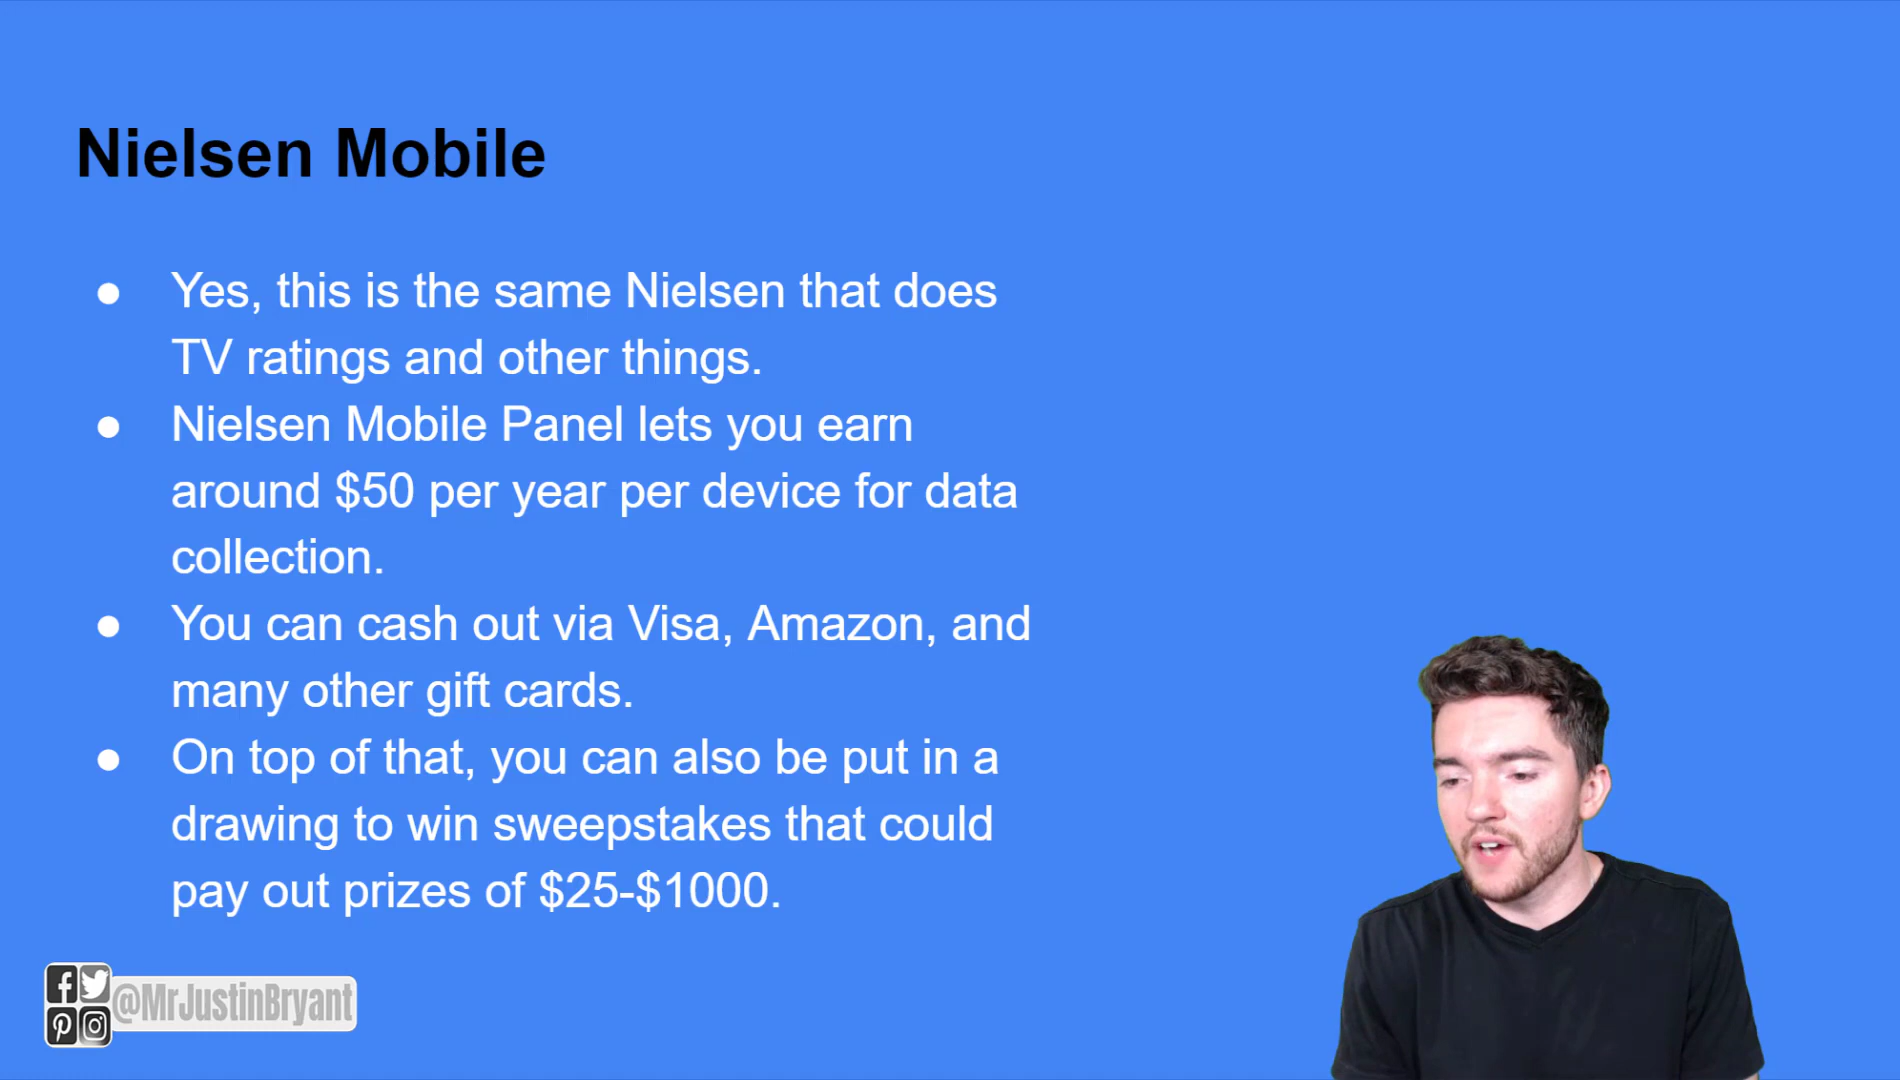 Nielsen Mobile
● Yes, this is the same Nielsen that does
TV ratings and other things.
● Nielsen Mobile Panel lets you earn
around $50 per year per device for data
collection.
● You can cash out via Visa, Amazon, and
many other gift cards.
● On top of that, you can also be put in a
drawing to win sweepstakes that could
pay out prizes of $25-$1000.
@MrJustinBryant